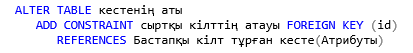 ALTER TABLE кестенің аты
ADD CONSTRAINT сыртқы кілттің атауы FOREIGN KEY (id)
REFERENCES Бастапқы кілт тұрған кесте(Атрибуты)